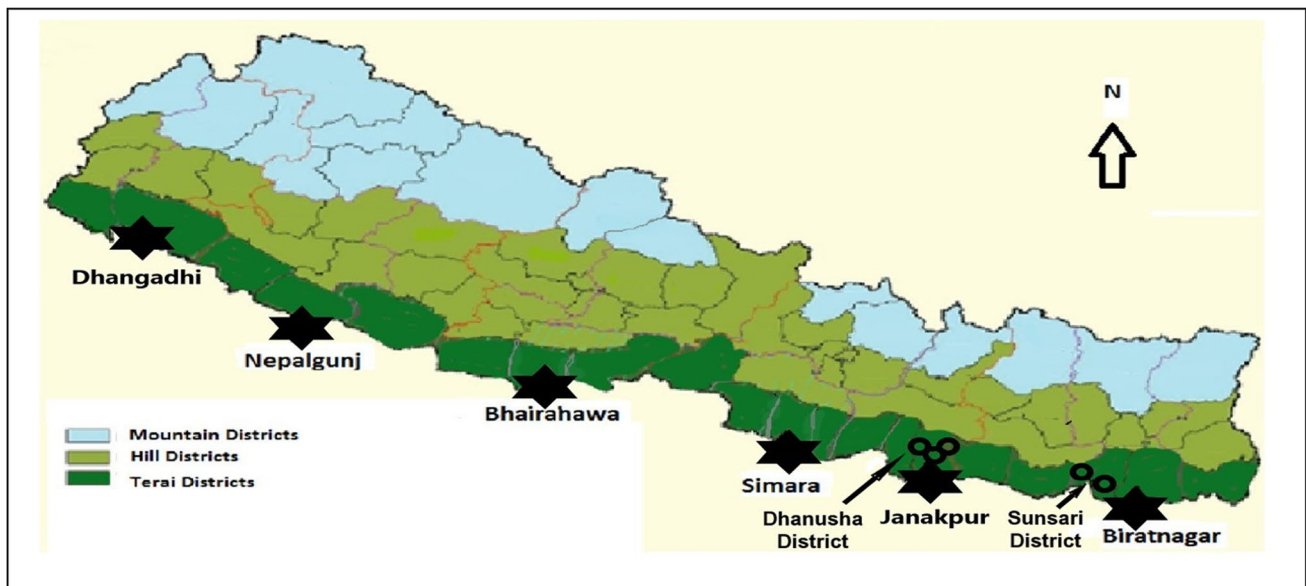 N
Dhangadhi
Nepalgunj
Bhairahawa
Mountain Districts
Hill Districts
Terai Districts
Simara
Dhanusha
District
Janakpur
Sunsari
District
Biratnagar